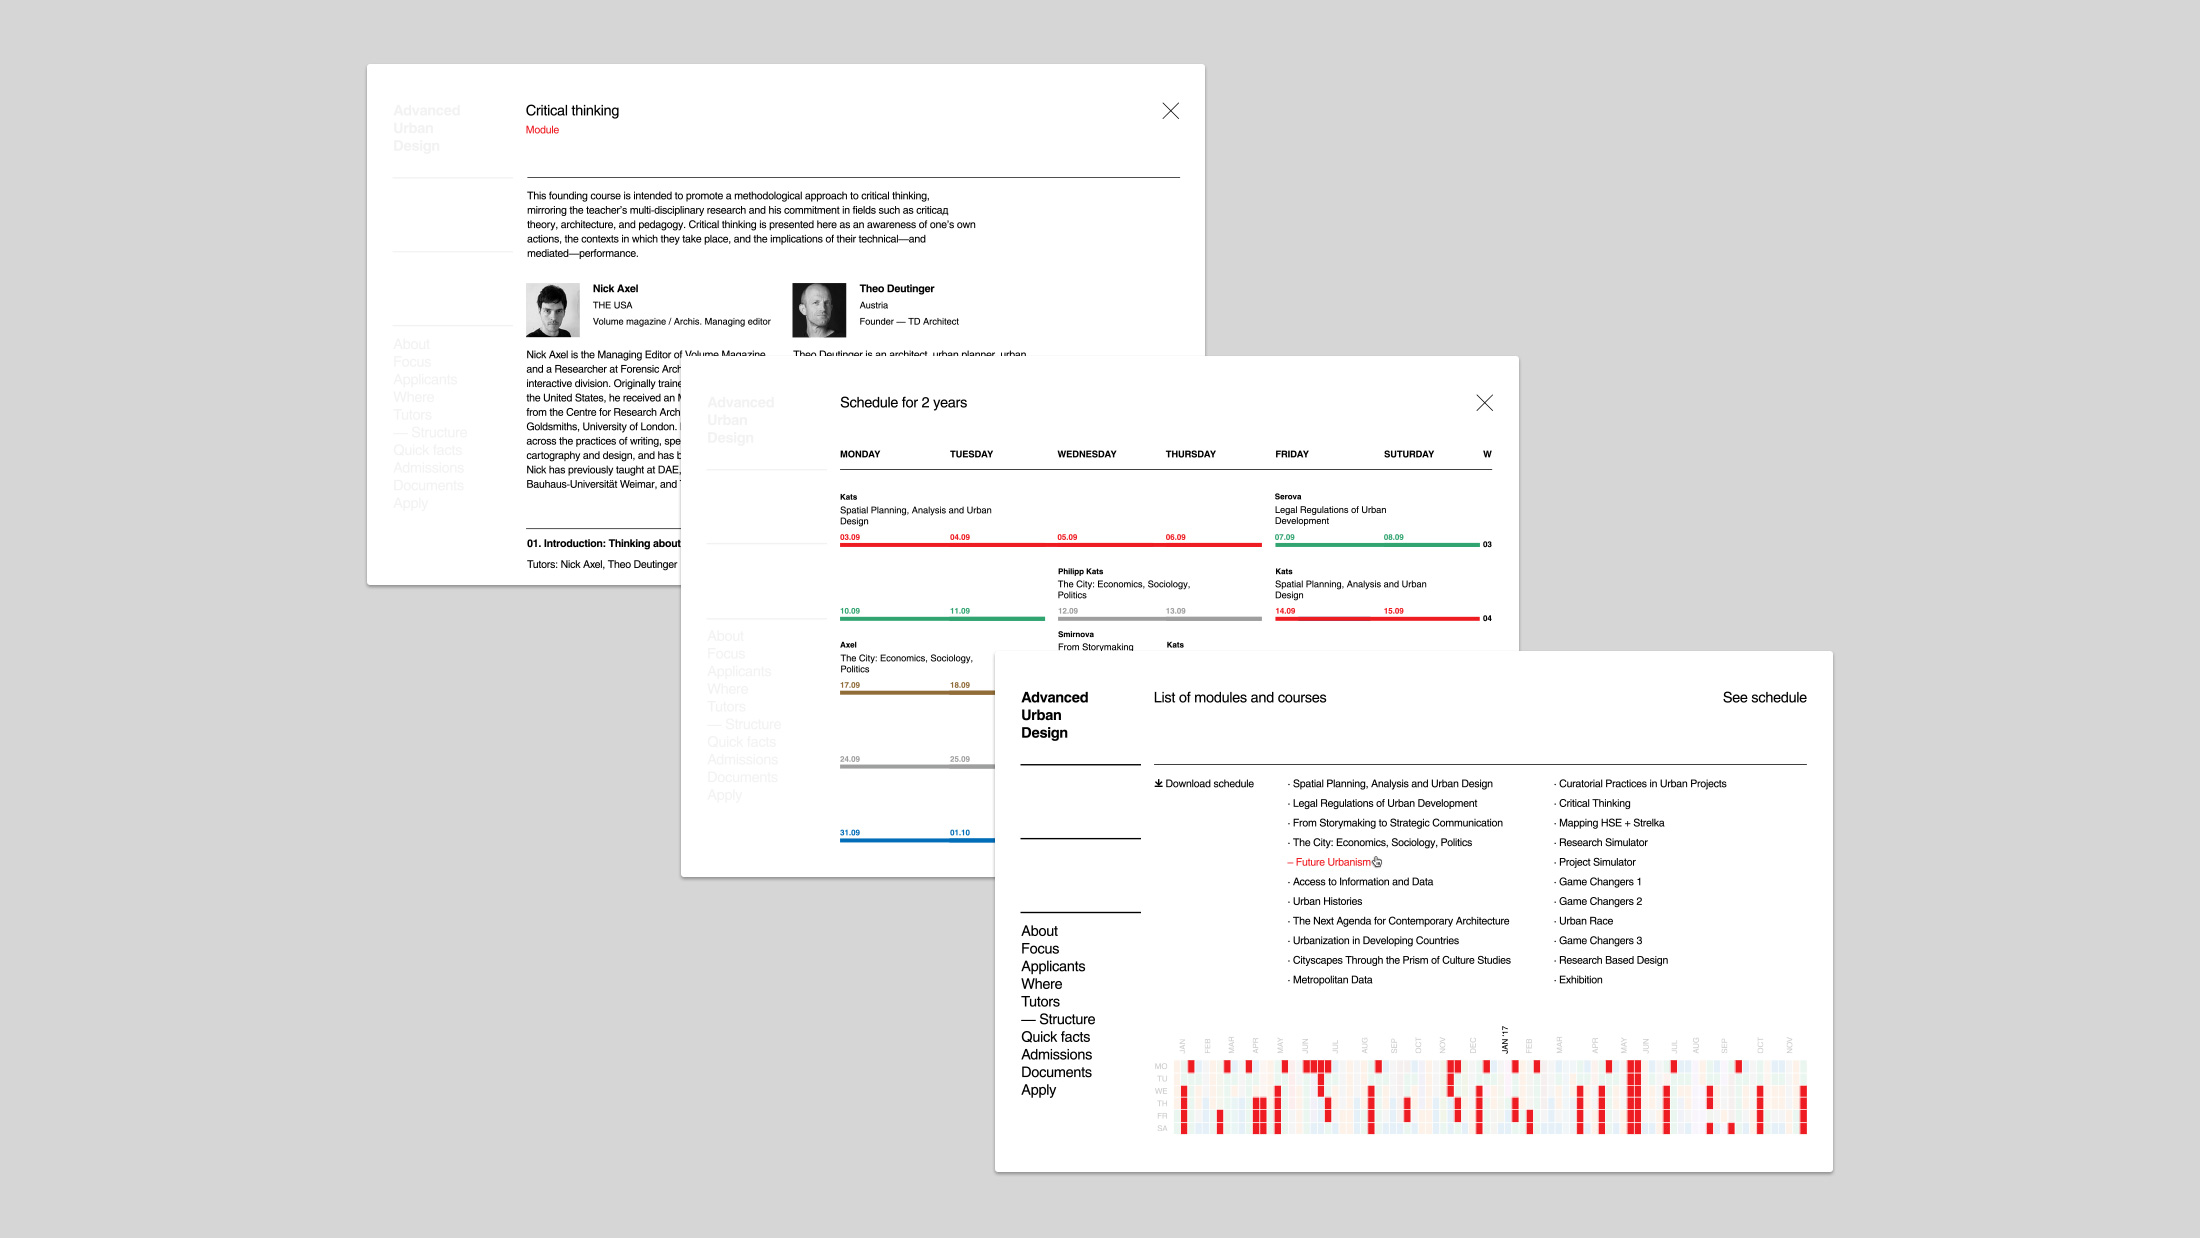 Advanced
Urban
Design
Critical thinking
Module
This founding course is intended to promote a methodological approach to critical thinking,
mirroring the teacher's multi-disciplinary research and his commitment in fields such as criticaд
theory, architecture, and pedagogy. Critical thinking is presented here as an awareness of one's own
actions, the contexts in which they take place, and the implications of their technical—and
mediated—performance.
Nick Axel
THE USA
Volume magazine / Archis. Managing editor
Theo Deutinger
Austria
Founder — TD Architect
Nick Axel is the Managing Editor of Volume Magazine
and a Researcher at Forensic Arch
interactive division. Originally traine
the United States, he received an M
from the Centre for Research Arch
Goldsmiths, University of London.
across the practices of writing, spe
cartography and design, and has b
Nick has previously taught at DAE,
Bauhaus-Universität Weimar, and
Theo Deutinger is an architect, urban planner, urban
01. Introduction: Thinking about
Tutors: Nick Axel, Theo Deutinger
About
Focus
Applicants
Where
Tutors
— Structure
Quick facts
Admissions
Documents
Apply
Advanced
Urban
Design
Schedule for 2 years
MONDAY TUESDAY WEDNESDAY THURSDAY FRIDAY SUTURDAY W
Kats
Spatial Planning, Analysis and Urban
Design
Serova
Legal Regulations of Urban
Development
03.09 04.09 05.09 06.09 07.09 08.09 03
Philipp Kats
The City: Economics, Sociology,
Politics
Kats
Spatial Planning, Analysis and Urban
Design
10.09 11.09 12.09 13.09 14.09 15.09 04
Axel
The City: Economics, Sociology,
Politics
Smirnova
From Storymaking
Kats
17.09 18.09
24.09 25.09
31.09 01.10
About
Focus
Applicants
Where
Tutors
— Structure
Quick facts
Admissions
Documents
Apply
Advanced
Urban
Design
List of modules and courses
See schedule
Download schedule
· Spatial Planning, Analysis and Urban Design
· Legal Regulations of Urban Development
· From Storymaking to Strategic Communication
· The City: Economics, Sociology, Politics
– Future Urbanism
· Access to Information and Data
· Urban Histories
· The Next Agenda for Contemporary Architecture
· Urbanization in Developing Countries
· Cityscapes Through the Prism of Culture Studies
· Metropolitan Data
· Curatorial Practices in Urban Projects
· Critical Thinking
· Mapping HSE + Strelka
· Research Simulator
· Project Simulator
· Game Changers 1
· Game Changers 2
· Urban Race
· Game Changers 3
· Research Based Design
· Exhibition
About
Focus
Applicants
Where
Tutors
— Structure
Quick facts
Admissions
Documents
Apply
JAN FEB MAR APR MAY JUN JUL AUG SEP OCT NOV DEC JAN '17 FEB MAR APR MAY JUN JUL AUG SEP OCT NOV
MO
TU
WE
TH
FR
SA